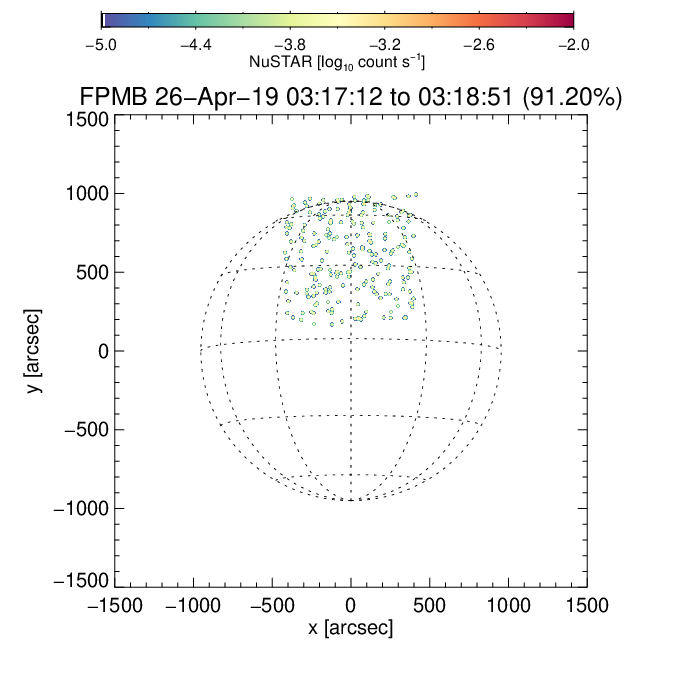 −5.0 −4.4 −3.8 −3.2 −2.6 −2.0
NuSTAR [log10 count s−1]
FPMB 26−Apr−19 03:17:12 to 03:18:51 (91.20%)
1500
1000
500
0
−500
−1000
−1500
y [arcsec]
−1500 −1000 −500 0 500 1000 1500
x [arcsec]